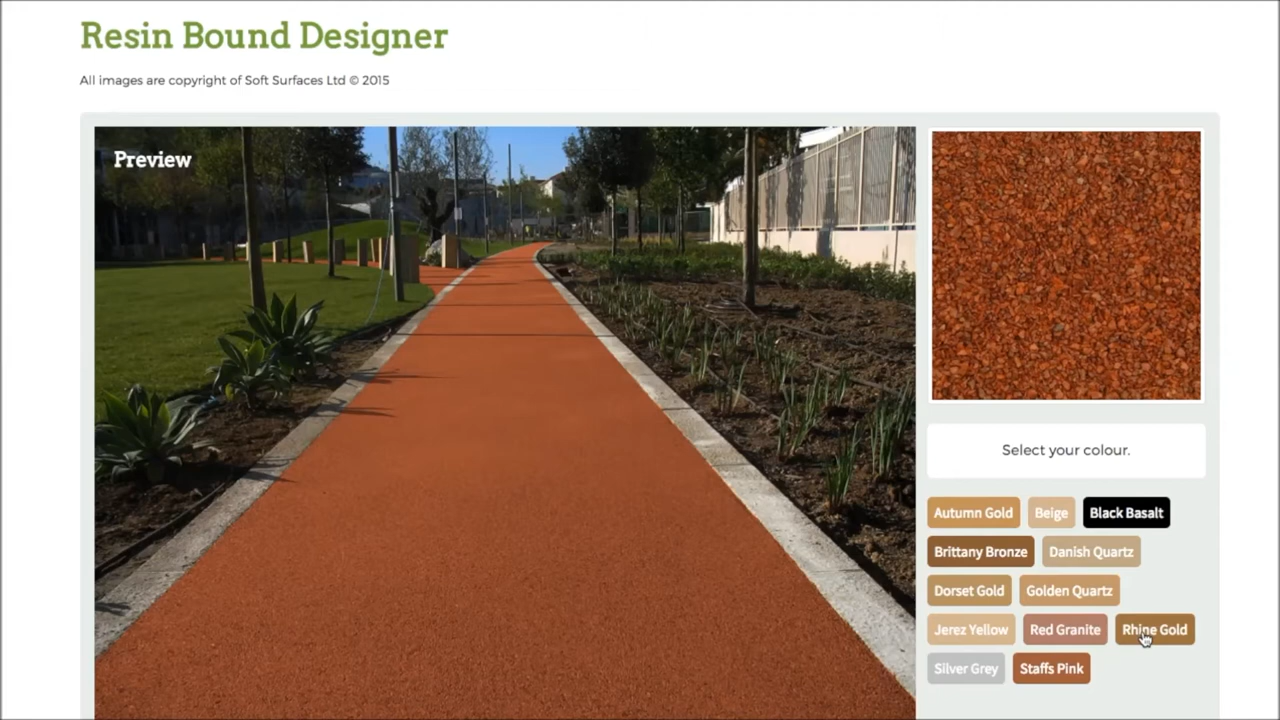 Resin Bound Designer
All images are copyright of Soft Surfaces Ltd © 2015
Preview
Select your colour.
Autumn Gold Beige Black Basalt
Brittany Bronze Danish Quartz
Dorset Gold Golden Quartz
Jerez Yellow Red Granite Rhine Gold
Silver Grey Staffs Pink